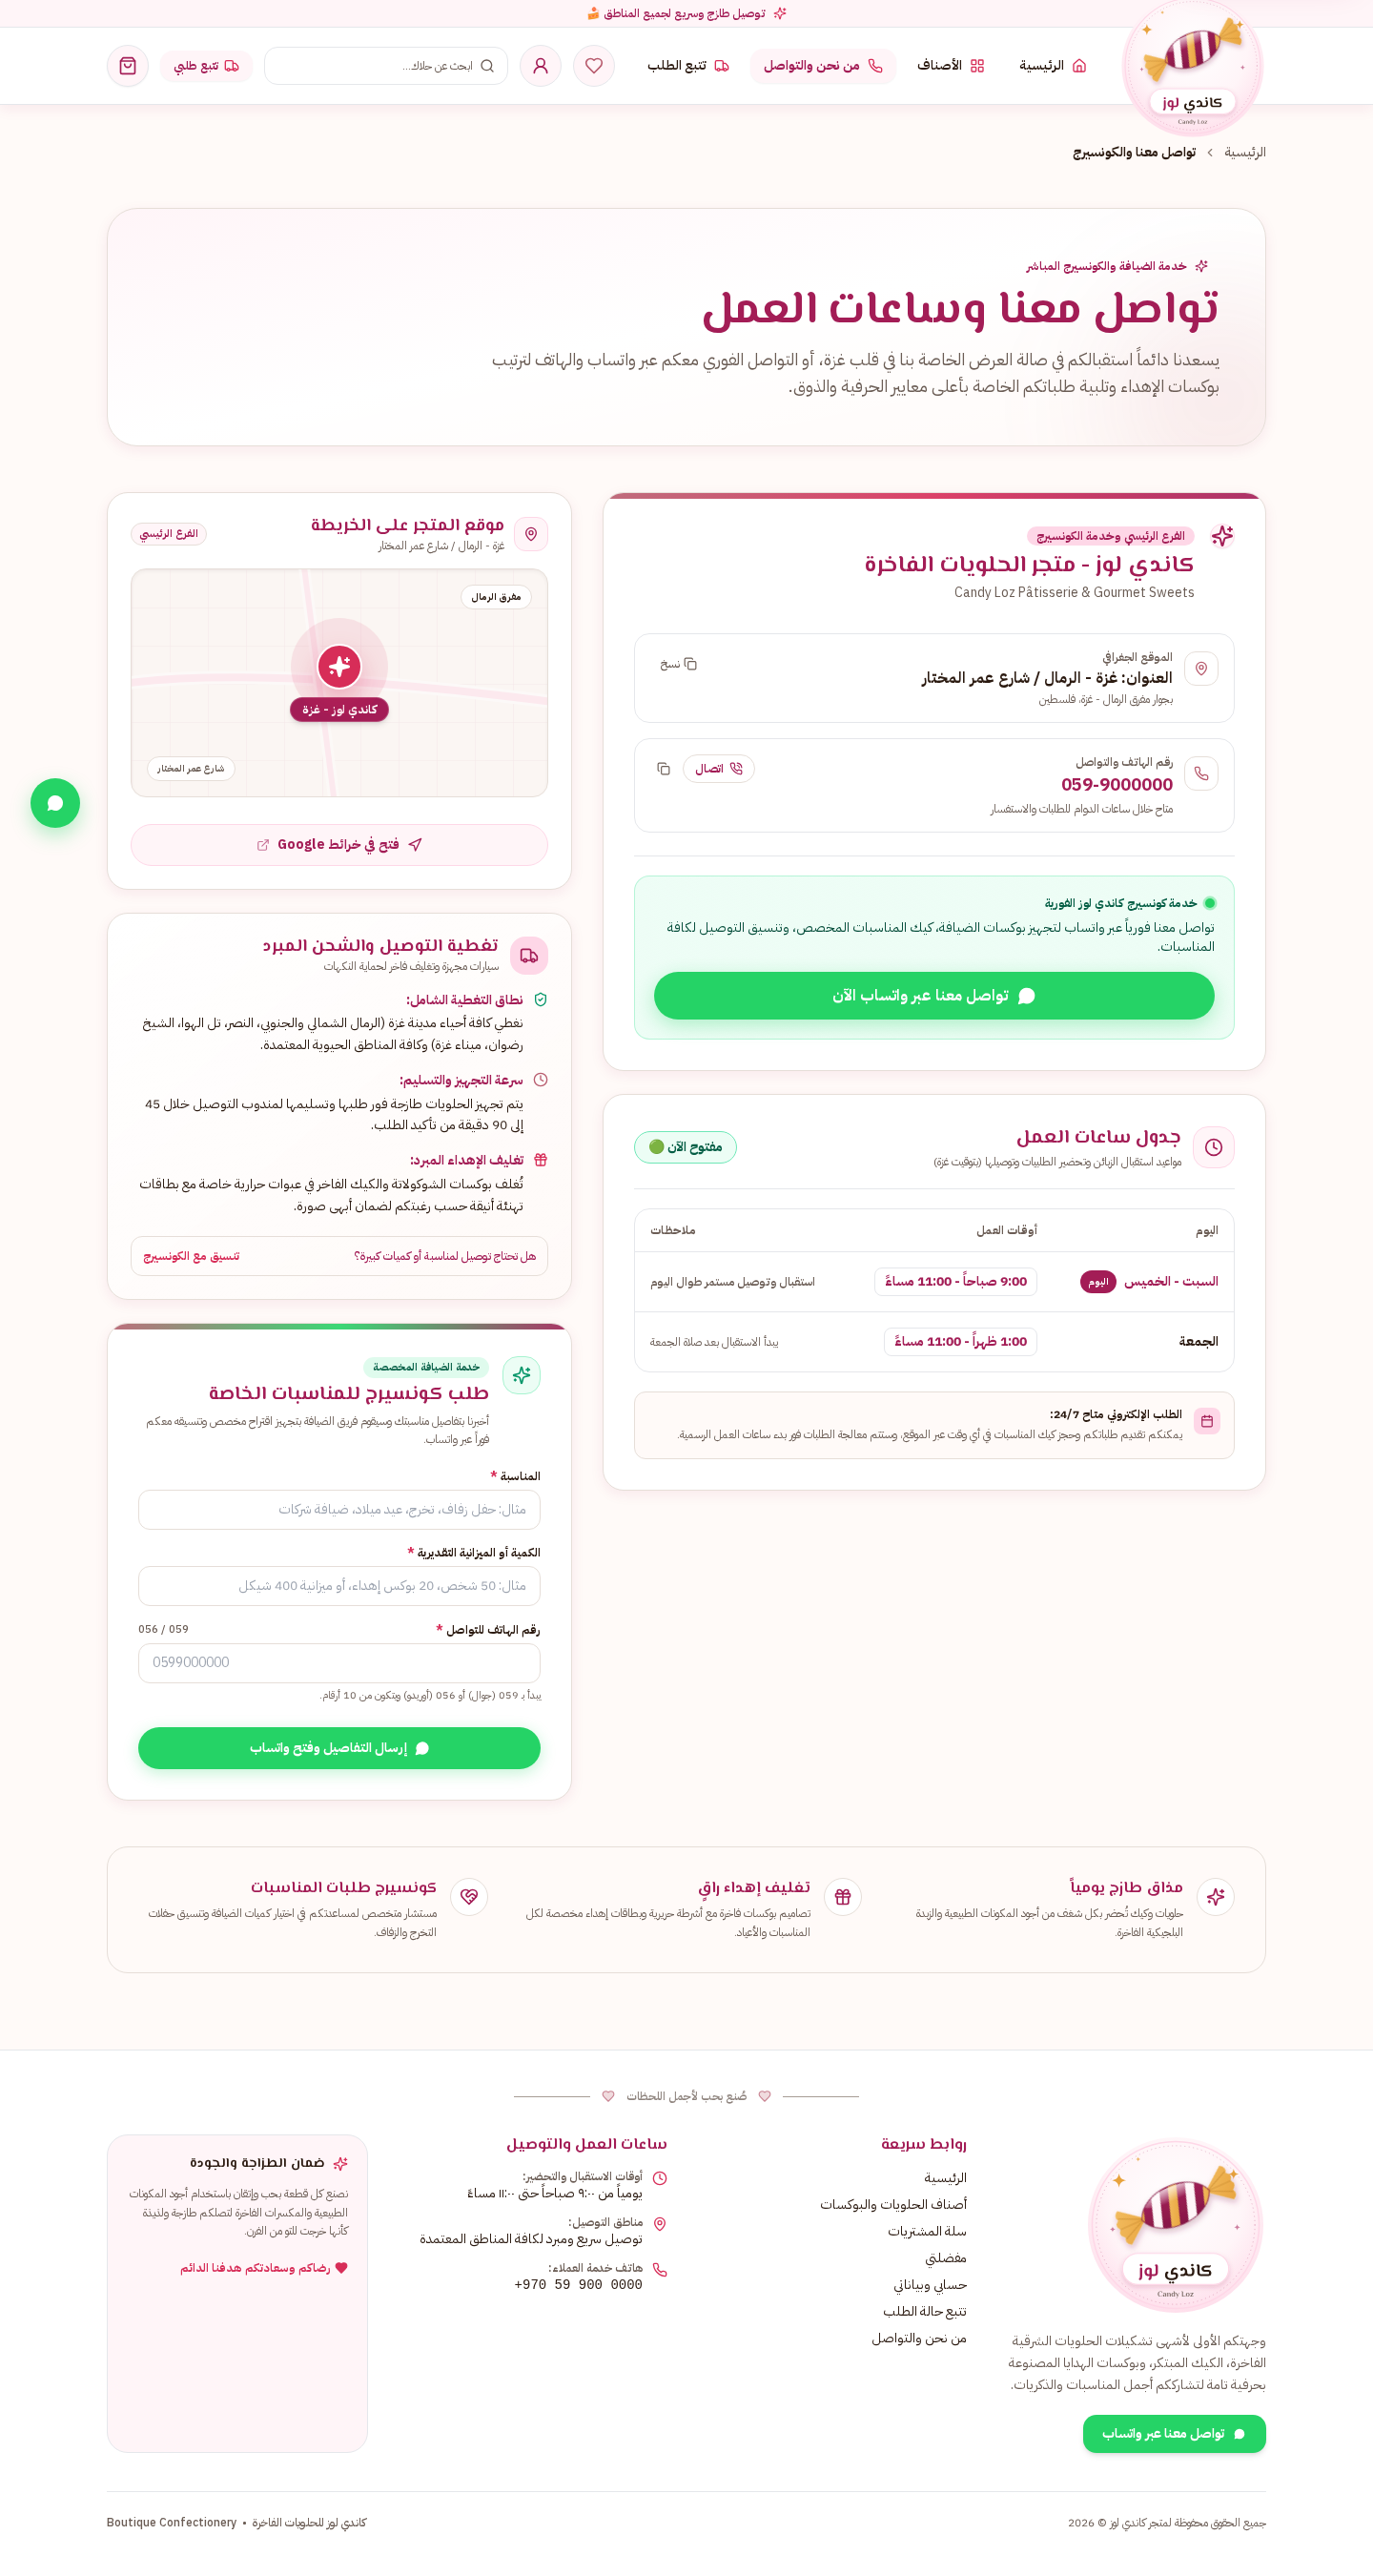 توصيل طازج وسريع لجميع المناطق 🍰
كاندي لوز
Candy Loz
الرئيسية
الأصناف
من نحن والتواصل
تتبع الطلب
ابحث عن حلاك...
تتبع طلبي
الرئيسية
تواصل معنا والكونسيرج
خدمة الضيافة والكونسيرج المباشر
تواصل معنا وساعات العمل
يسعدنا دائماً استقبالكم في صالة العرض الخاصة بنا في قلب غزة، أو التواصل الفوري معكم عبر واتساب والهاتف لترتيب
بوكسات الإهداء وتلبية طلباتكم الخاصة بأعلى معايير الحرفية والذوق.
الفرع الرئيسي وخدمة الكونسيرج
كاندي لوز - متجر الحلويات الفاخرة
Candy Loz Pâtisserie & Gourmet Sweets
الموقع الجغرافي
العنوان: غزة - الرمال / شارع عمر المختار
بجوار مفرق الرمال - غزة، فلسطين
نسخ
رقم الهاتف والتواصل
059-9000000
متاح خلال ساعات الدوام للطلبات والاستفسار
اتصال
خدمة كونسيرج كاندي لوز الفورية
تواصل معنا فورياً عبر واتساب لتجهيز بوكسات الضيافة، كيك المناسبات المخصص، وتنسيق التوصيل لكافة
المناسبات.
تواصل معنا عبر واتساب الآن
جدول ساعات العمل
مواعيد استقبال الزبائن وتحضير الطلبيات وتوصيلها (بتوقيت غزة)
مفتوح الآن 🟢
اليوم
أوقات العمل
ملاحظات
السبت - الخميس
اليوم
9:00 صباحاً - 11:00 مساءً
استقبال وتوصيل مستمر طوال اليوم
الجمعة
1:00 ظهراً - 11:00 مساءً
يبدأ الاستقبال بعد صلاة الجمعة
الطلب الإلكتروني متاح 24/7:
يمكنكم تقديم طلباتكم وحجز كيك المناسبات في أي وقت عبر الموقع، وستتم معالجة الطلبات فور بدء ساعات العمل الرسمية.
موقع المتجر على الخريطة
غزة - الرمال / شارع عمر المختار
الفرع الرئيسي
مفرق الرمال
كاندي لوز - غزة
شارع عمر المختار
فتح في خرائط Google
تغطية التوصيل والشحن المبرد
سيارات مجهزة وتغليف فاخر لحماية النكهات
نطاق التغطية الشامل:
نغطي كافة أحياء مدينة غزة (الرمال الشمالي والجنوبي، النصر، تل الهوا، الشيخ
رضوان، ميناء غزة) وكافة المناطق الحيوية المعتمدة.
سرعة التجهيز والتسليم:
يتم تجهيز الحلويات طازجة فور طلبها وتسليمها لمندوب التوصيل خلال 45
إلى 90 دقيقة من تأكيد الطلب.
تغليف الإهداء المبرد:
تُغلف بوكسات الشوكولاتة والكيك الفاخر في عبوات حرارية خاصة مع بطاقات
تهنئة أنيقة حسب رغبتكم لضمان أبهى صورة.
هل تحتاج توصيل لمناسبة أو كميات كبيرة؟
تنسيق مع الكونسيرج
خدمة الضيافة المخصصة
طلب كونسيرج للمناسبات الخاصة
أخبرنا بتفاصيل مناسبتك وسيقوم فريق الضيافة بتجهيز اقتراح مخصص وتنسيقه معكم
فوراً عبر واتساب.
المناسبة *
مثال: حفل زفاف، تخرج، عيد ميلاد، ضيافة شركات
الكمية أو الميزانية التقديرية *
مثال: 50 شخص، 20 بوكس إهداء، أو ميزانية 400 شيكل
رقم الهاتف للتواصل *
059 / 056
0599000000
يبدأ بـ 059 (جوال) أو 056 (أوريدو) ويتكون من 10 أرقام.
إرسال التفاصيل وفتح واتساب
مذاق طازج يومياً
حلويات وكيك تُحضر بكل شغف من أجود المكونات الطبيعية والزبدة
البلجيكية الفاخرة.
تغليف إهداء راقٍ
تصاميم بوكسات فاخرة مع أشرطة حريرية وبطاقات إهداء مخصصة لكل
المناسبات والأعياد.
كونسيرج طلبات المناسبات
مستشار متخصص لمساعدتكم في اختيار كميات الضيافة وتنسيق حفلات
التخرج والزفاف.
صُنع بحب لأجمل اللحظات
كاندي لوز
Candy Loz
وجهتكم الأولى لأشهى تشكيلات الحلويات الشرقية
الفاخرة، الكيك المبتكر، وبوكسات الهدايا المصنوعة
بحرفية تامة لتشارككم أجمل المناسبات والذكريات.
تواصل معنا عبر واتساب
روابط سريعة
الرئيسية
أصناف الحلويات والبوكسات
سلة المشتريات
مفضلتي
حسابي وبياناتي
تتبع حالة الطلب
من نحن والتواصل
ساعات العمل والتوصيل
أوقات الاستقبال والتحضير:
يومياً من ٩:٠٠ صباحاً حتى ١١:٠٠ مساءً
مناطق التوصيل:
توصيل سريع ومبرد لكافة المناطق المعتمدة
هاتف خدمة العملاء:
+970 59 900 0000
ضمان الطزاجة والجودة
نصنع كل قطعة بحب وإتقان باستخدام أجود المكونات
الطبيعية والمكسرات الفاخرة لتصلكم طازجة ولذيذة
كأنها خرجت للتو من الفرن.
رضاكم وسعادتكم هدفنا الدائم
جميع الحقوق محفوظة لمتجر كاندي لوز © 2026
كاندي لوز للحلويات الفاخرة • Boutique Confectionery